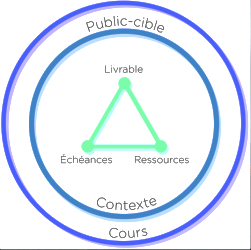 Public-cible
Livrable
Échéances
Ressources
Contexte
Cours